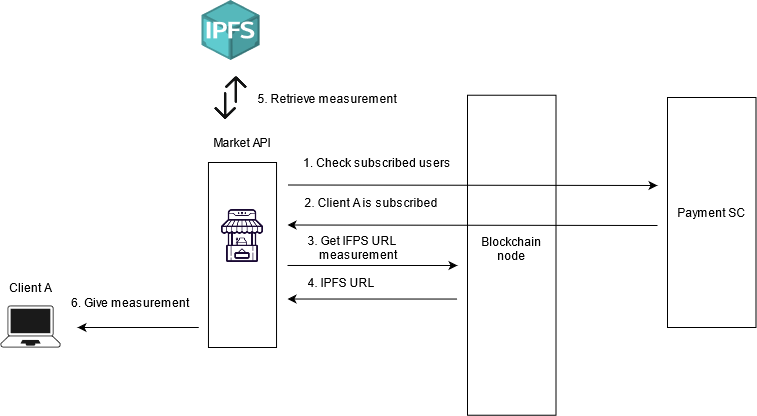 IPFS
5. Retrieve measurement
Market API
1. Check subscribed users
2. Client A is subscribed
Payment SC
3. Get IFPS URL
measurement
Blockchain
node
4. IPFS URL
Client A
6. Give measurement